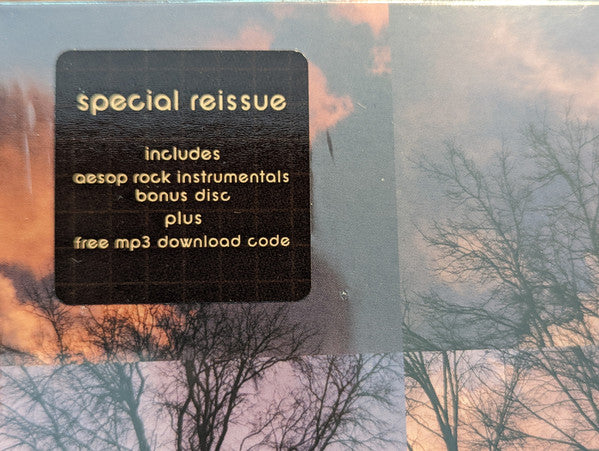 special reissue
includes
aesop rock instrumentals
bonus disc
plus
free mp3 download code